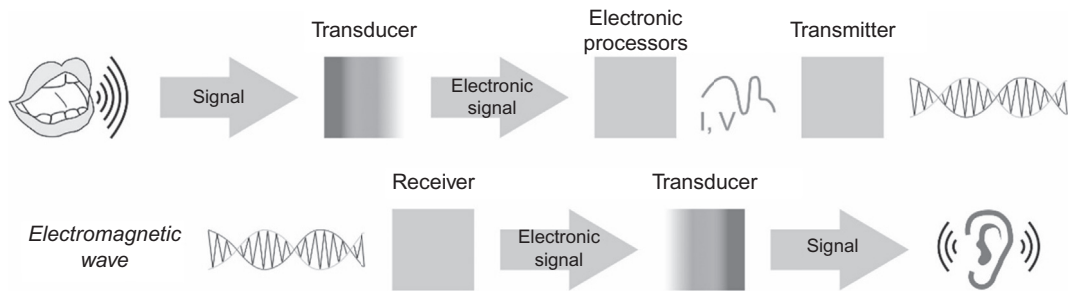 Transducer
Electronic
processors
Transmitter
Signal
Electronic
signal
I, V
Receiver
Transducer
Electromagnetic
wave
Electronic
signal
Signal